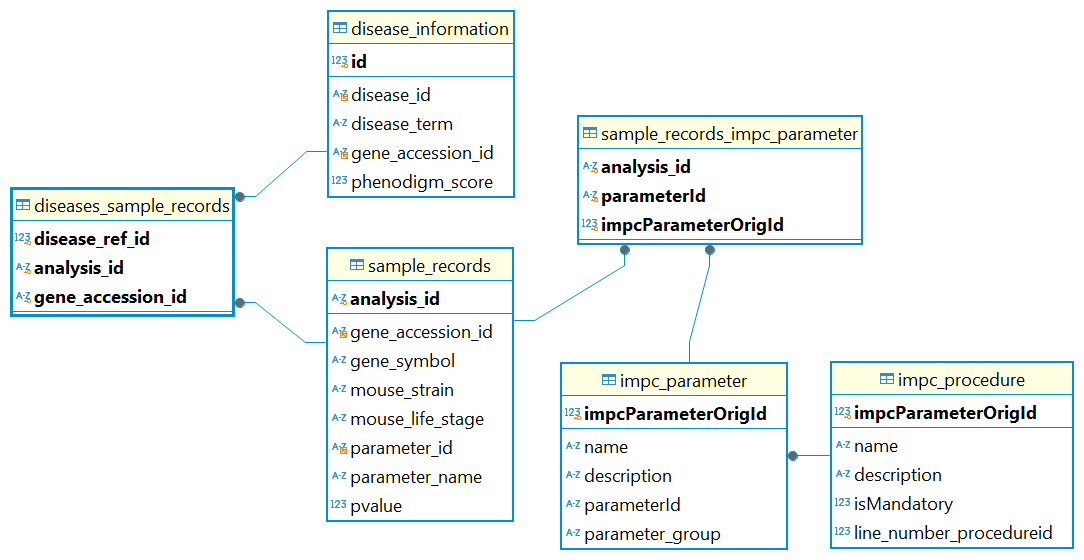 disease_information
123 id
A-Z disease_id
A-Z disease_term
A-Z gene_accession_id
123 phenodigm_score
sample_records_impc_parameter
A-Z analysis_id
A-Z parameterId
123 impcParameterOrigId
diseases_sample_records
123 disease_ref_id
A-Z analysis_id
A-Z gene_accession_id
sample_records
A-Z analysis_id
A-Z gene_accession_id
A-Z gene_symbol
A-Z mouse_strain
A-Z mouse_life_stage
A-Z parameter_id
A-Z parameter_name
123 pvalue
impc_parameter
123 impcParameterOrigId
A-Z name
A-Z description
A-Z parameterId
A-Z parameter_group
impc_procedure
123 impcParameterOrigId
A-Z name
A-Z description
123 isMandatory
123 line_number_procedureid